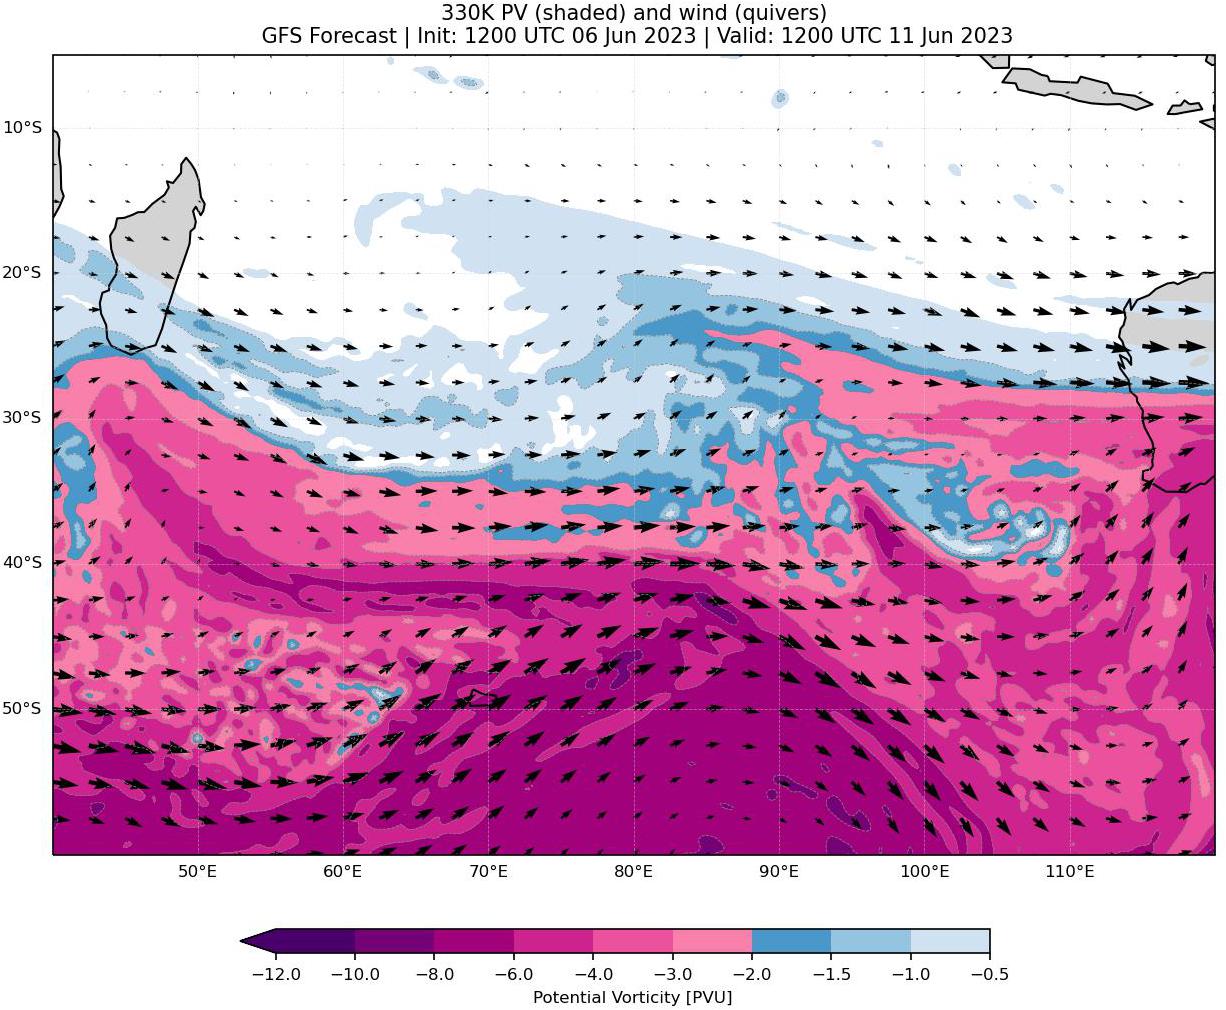 330K PV (shaded) and wind (quivers)
GFS Forecast | Init: 1200 UTC 06 Jun 2023 | Valid: 1200 UTC 11 Jun 2023
10°S
20°S
30°S
40°S
50°S
50°E 60°E 70°E 80°E 90°E 100°E 110°E
−12.0 −10.0 −8.0 −6.0 −4.0 −3.0 −2.0 −1.5 −1.0 −0.5
Potential Vorticity [PVU]